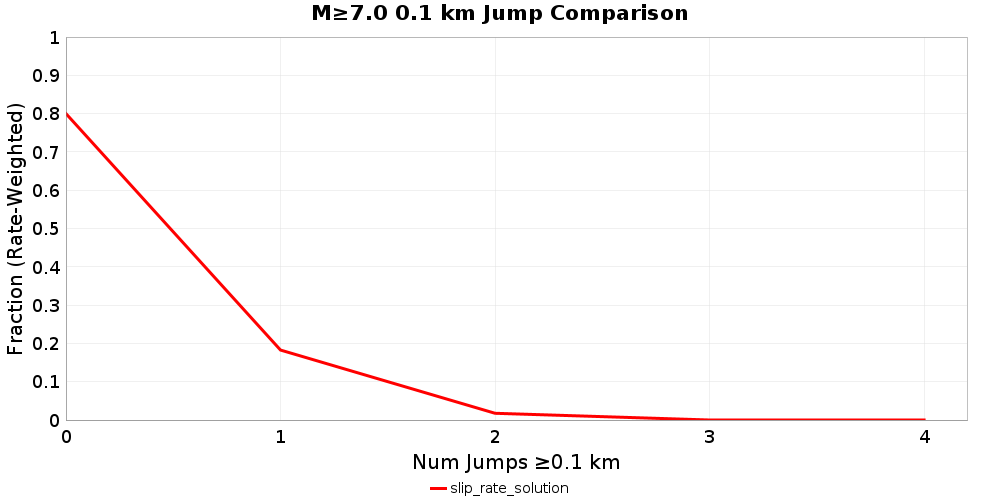 M≥7.0 0.1 km Jump Comparison
Fraction (Rate-Weighted)
1
0.9
0.8
0.7
0.6
0.5
0.4
0.3
0.2
0.1
0
0 1 2 3 4
Num Jumps ≥0.1 km
slip_rate_solution